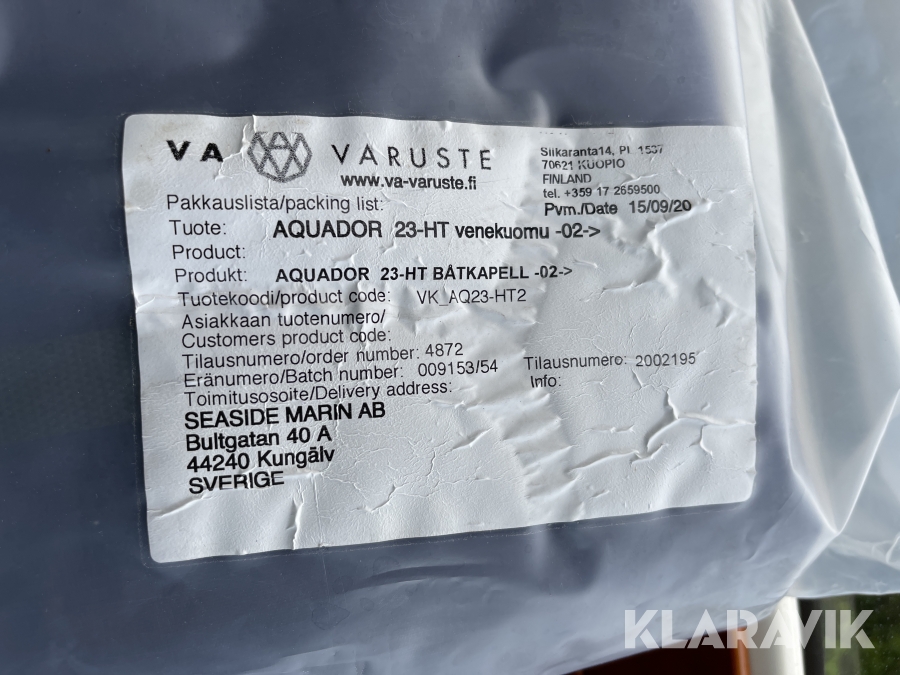 VA VARUSTE
www.va-varuste.fi
Siikaranta14, Pl 1537
70621 KUOPIO
FINLAND
tel. +359 17 2659500
Pvm./Date 15/09/20
Pakkauslista/packing list:
Tuote: AQUADOR 23-HT venekuomu -02->
Product:
Produkt: AQUADOR 23-HT BÅTKAPELL -02->
Tuotekoodi/product code: VK_AQ23-HT2
Asiakkaan tuotenumero/
Customers product code:
Tilausnumero/order number: 4872
Eränumero/Batch number: 009153/54
Tilausnumero: 2002195
Info:
Toimitusosoite/Delivery address:
SEASIDE MARIN AB
Bultgatan 40 A
44240 Kungälv
SVERIGE
KLARAVIK